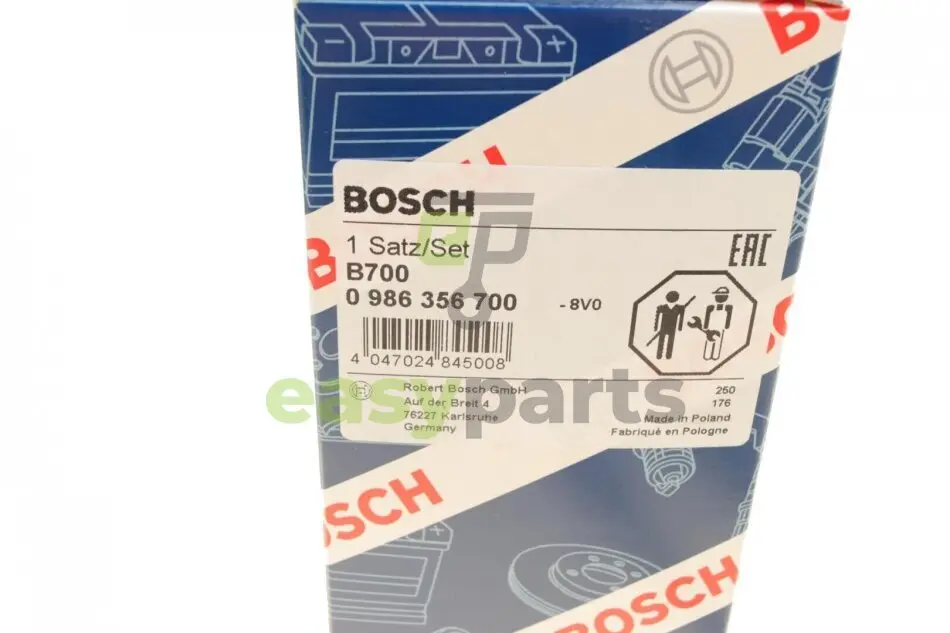 B
BOSCH
1 Satz/Set
B700
0 986 356 700 - 8V0
EAC
4 047024 845008
Robert Bosch GmbH
Auf der Breit 4
76227 Karlsruhe
Germany
250
176
Made in Poland
Fabriqué en Pologne
ep
easyparts
BOSCH
BOSCH